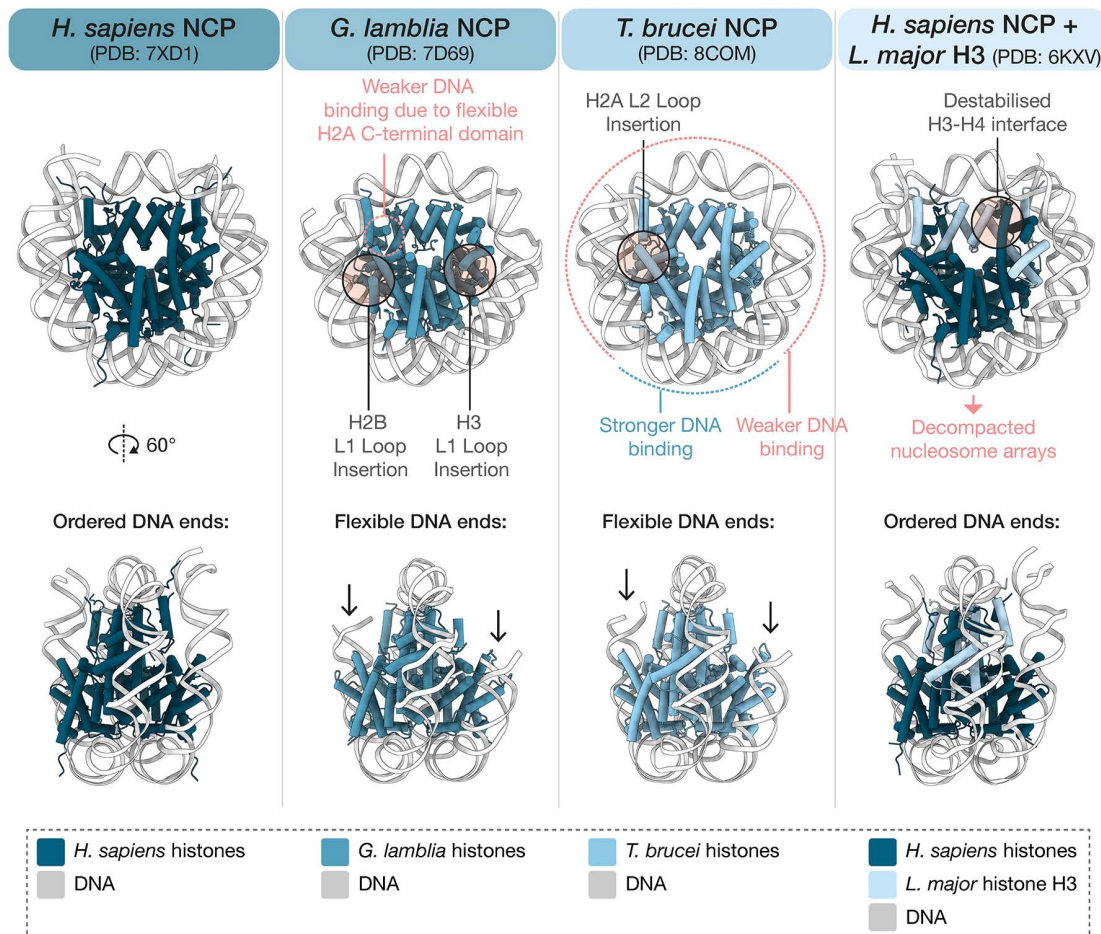 H. sapiens NCP
(PDB: 7XD1)
G. lamblia NCP
(PDB: 7D69)
T. brucei NCP
(PDB: 8COM)
H. sapiens NCP +
L. major H3 (PDB: 6KXV)
Weaker DNA
binding due to flexible
H2A C-terminal domain
H2A L2 Loop
Insertion
Destabilised
H3-H4 interface
60°
H2B
L1 Loop
Insertion
H3
L1 Loop
Insertion
Stronger DNA
binding
Weaker DNA
binding
Decompacted
nucleosome arrays
Ordered DNA ends:
Flexible DNA ends:
Flexible DNA ends:
Ordered DNA ends:
H. sapiens histones
DNA
G. lamblia histones
DNA
T. brucei histones
DNA
H. sapiens histones
L. major histone H3
DNA